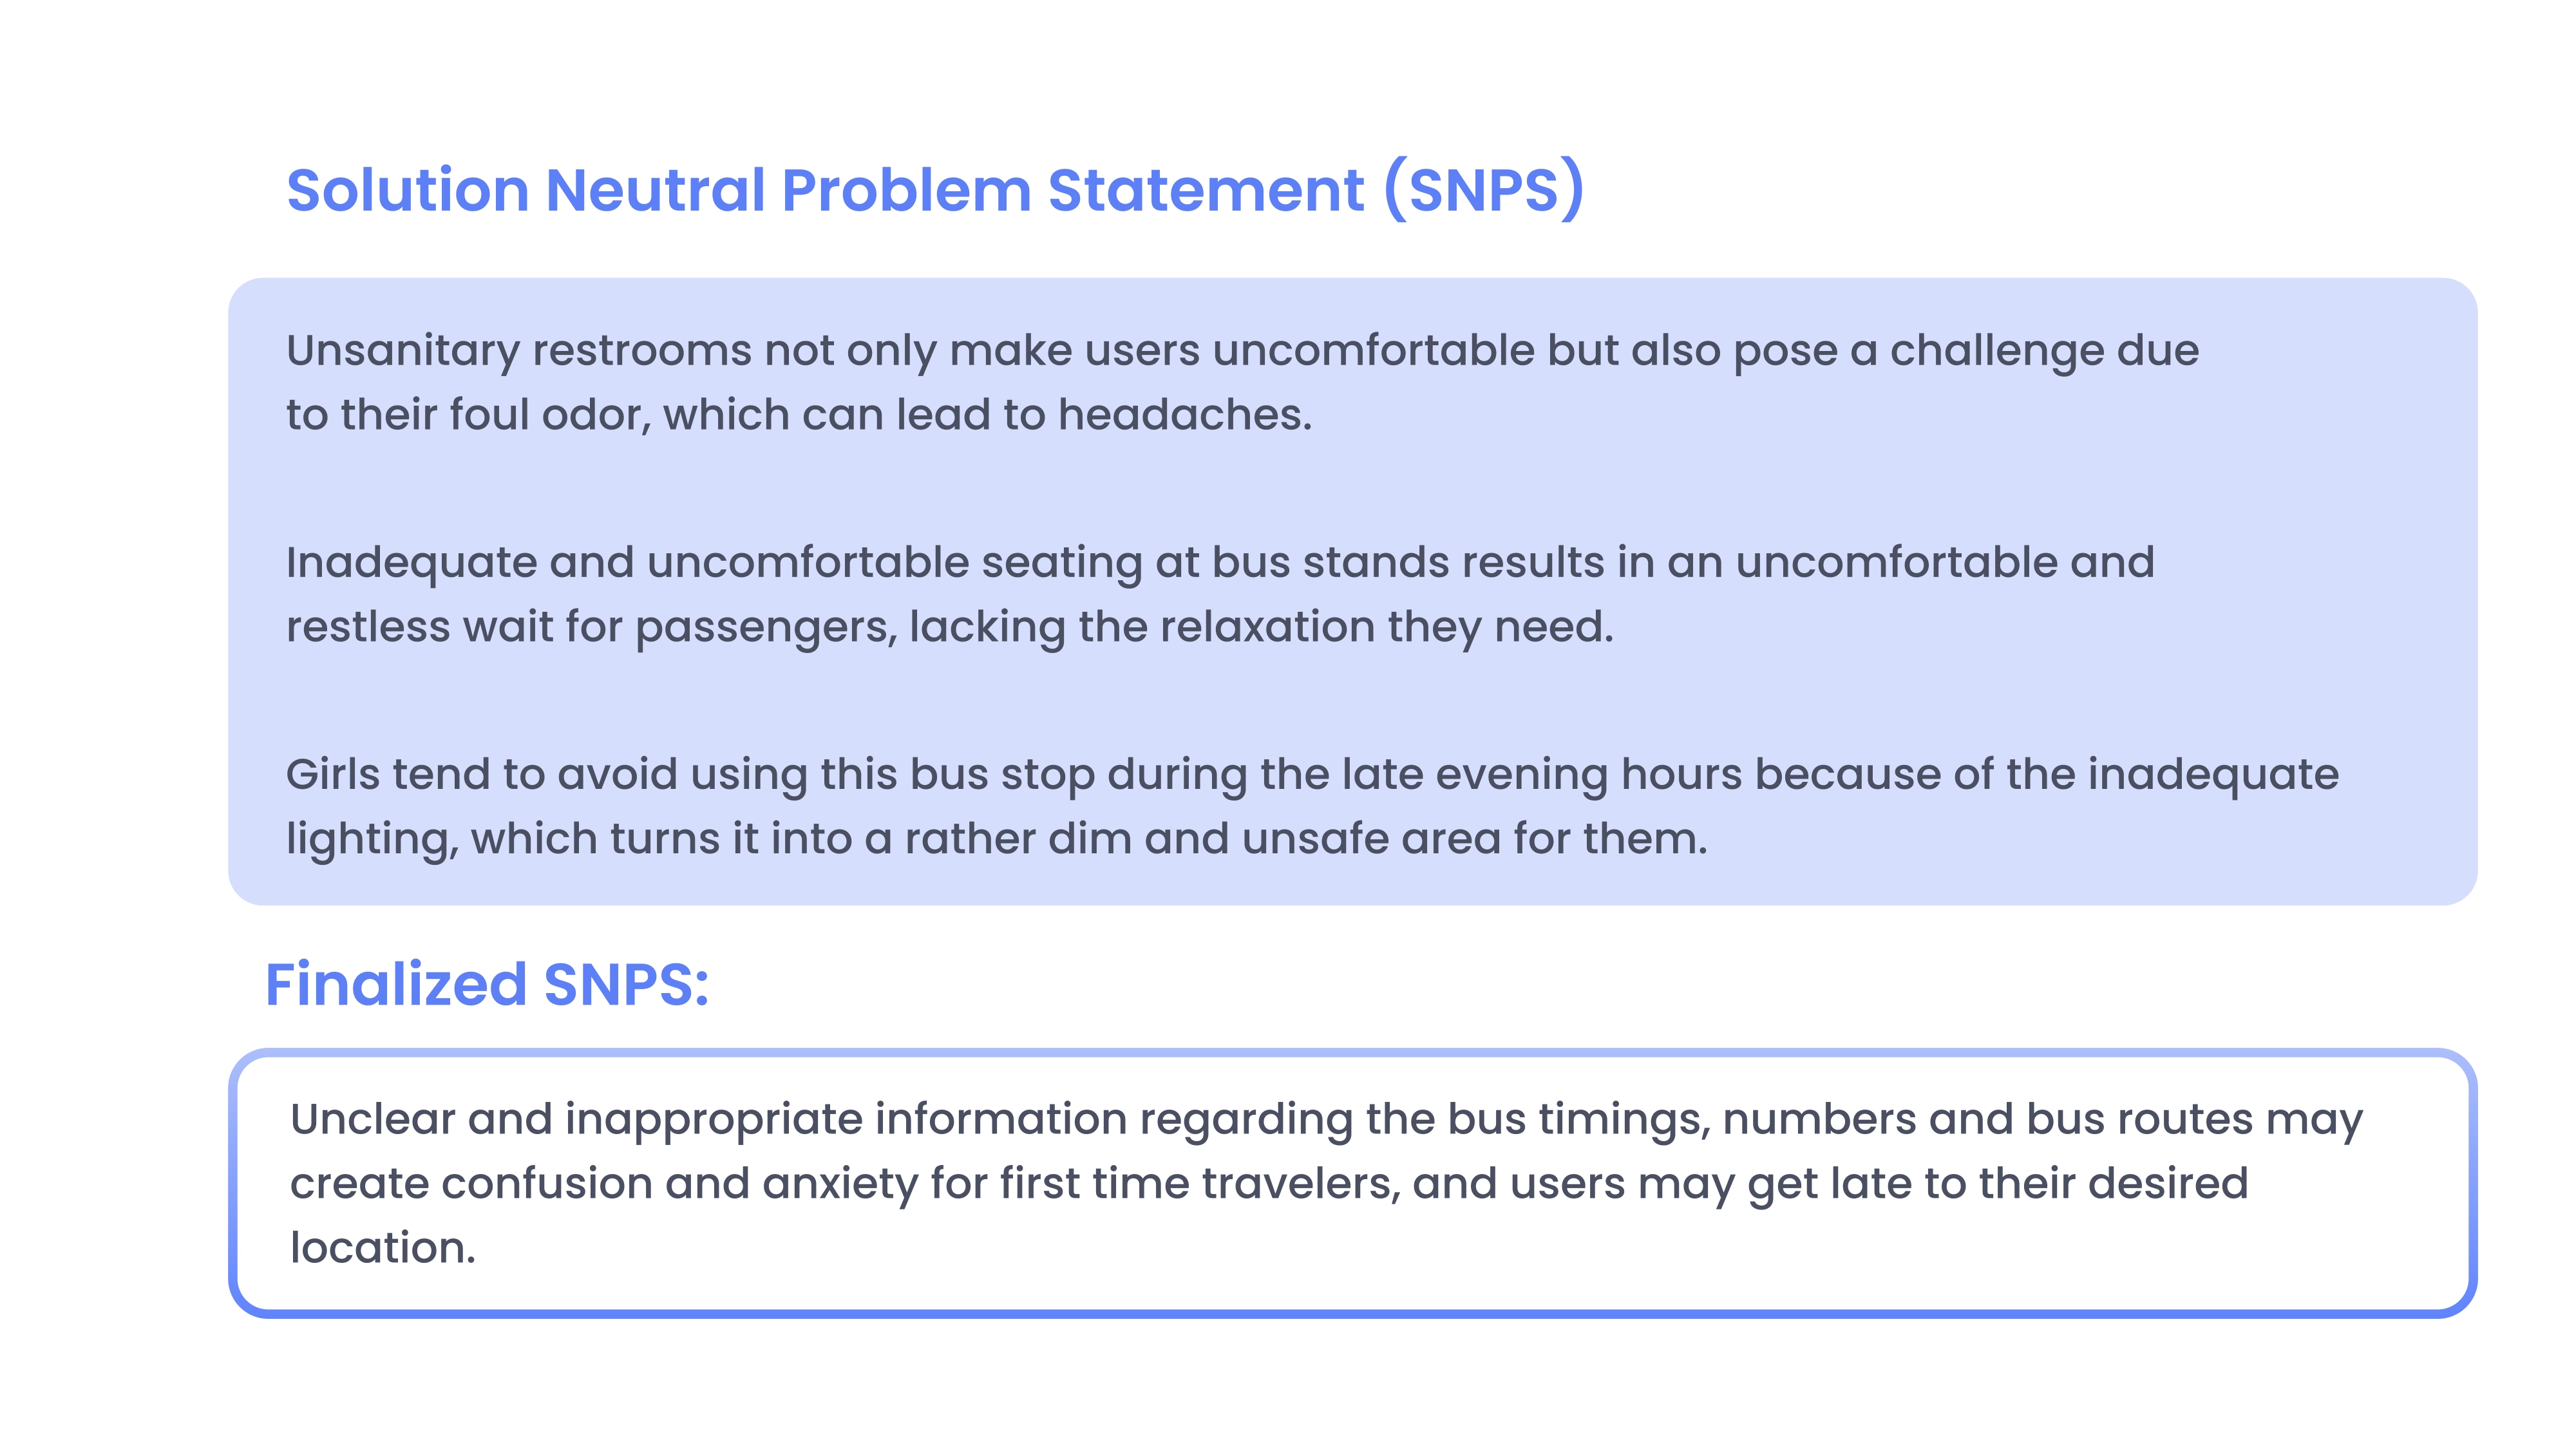 Solution Neutral Problem Statement (SNPS)
Unsanitary restrooms not only make users uncomfortable but also pose a challenge due
to their foul odor, which can lead to headaches.
Inadequate and uncomfortable seating at bus stands results in an uncomfortable and
restless wait for passengers, lacking the relaxation they need.
Girls tend to avoid using this bus stop during the late evening hours because of the inadequate
lighting, which turns it into a rather dim and unsafe area for them.
Finalized SNPS:
Unclear and inappropriate information regarding the bus timings, numbers and bus routes may
create confusion and anxiety for first time travelers, and users may get late to their desired
location.